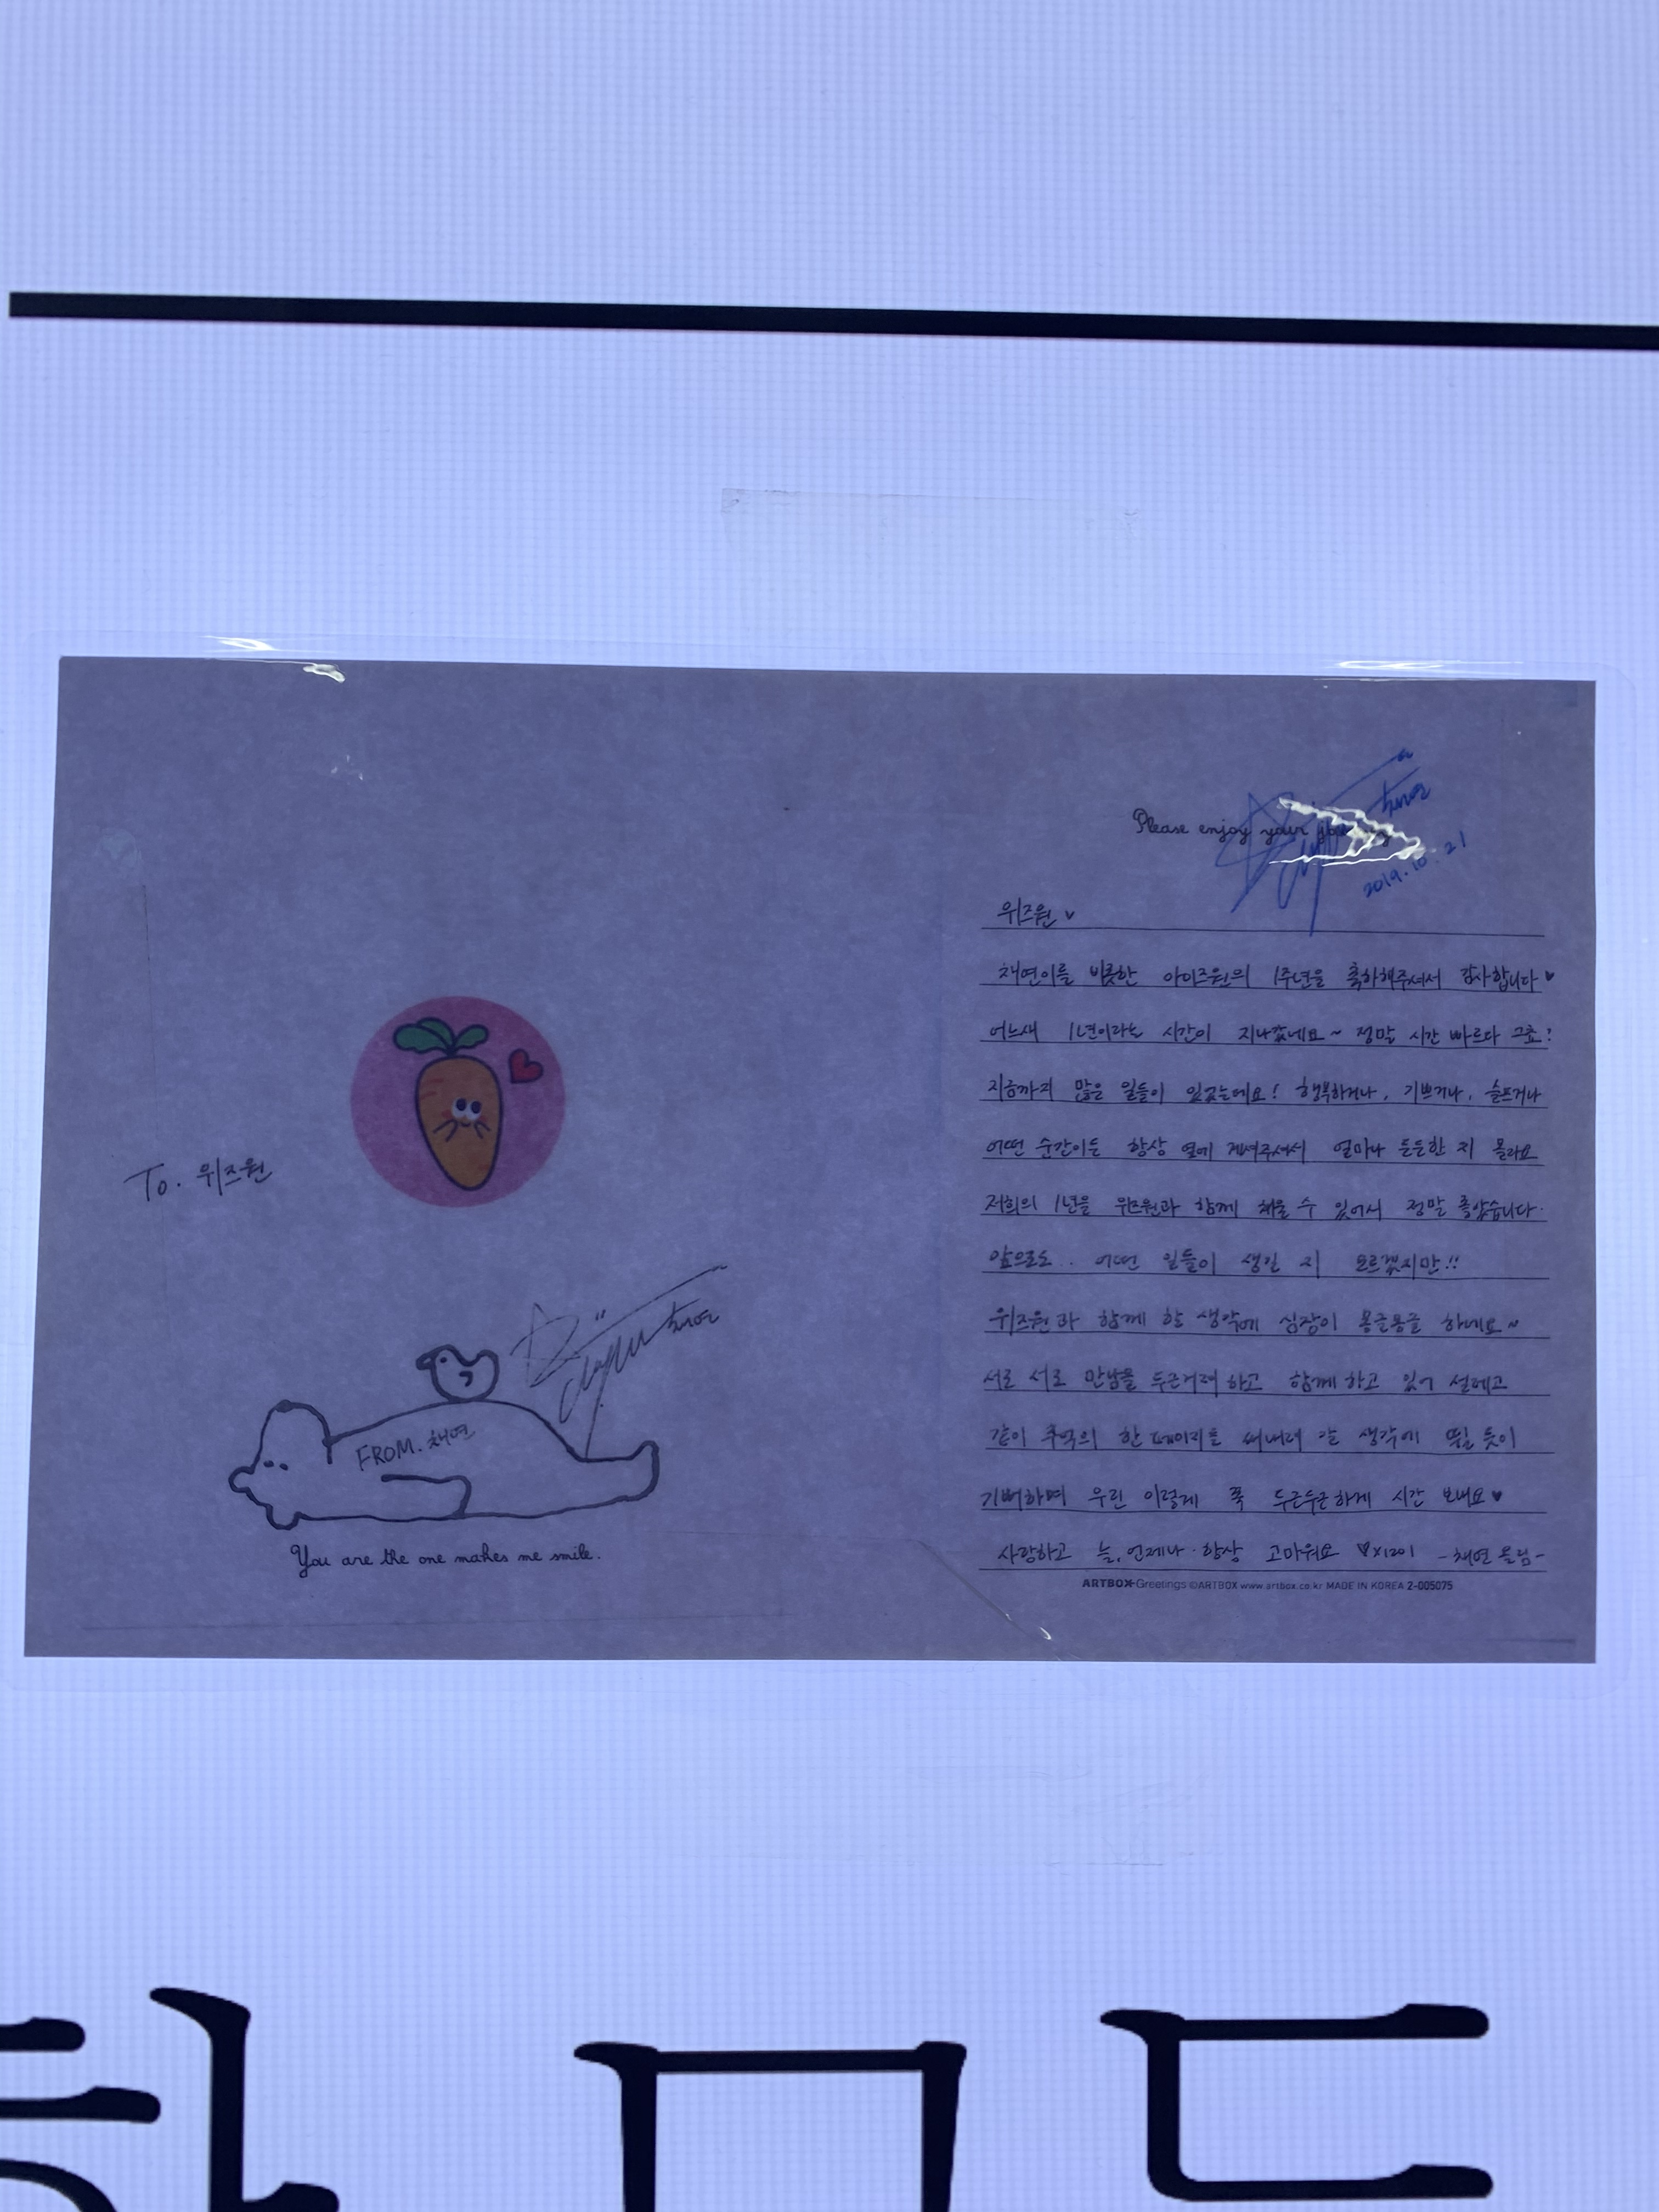 To. 위즈원
채연
FROM. 채연
You are the one makes me smile.
Please enjoy your
채연
2019.10.21
위즈원 ♥
채연이를 비롯한 아이즈원의 1주년을 축하해주셔서 감사합니다♥
어느새 1년이라는 시간이 지나갔네요~ 정말 시간 빠르다 그쵸!
지금까지 많은 일들이 있었는데요! 행복하거나, 기쁘거나, 슬프거나
어떤 순간이든 항상 옆에 계셔주셔서 얼마나 든든한 지 몰라요
저희의 1년을 위즈원과 함께 채울 수 있어서 정말 좋았습니다.
앞으로도.. 어떤 일들이 생길 지 모르겠지만!!
위즈원과 함께 할 생각에 심장이 몽글몽글 하네요~
서로 서로 만남을 두근거려하고 함께하고 있어 설레고
같이 추억의 한 페이지를 써내려 갈 생각에 뛸 듯이
기뻐하며 우린 이렇게 쭉 두근두근하게 시간 보내요♥
사랑하고 늘, 언제나 항상 고마워요 ♡x1201 -채연 올림-
ARTBOX Greetings ©ARTBOX www.artbox.co.kr MADE IN KOREA 2-005075